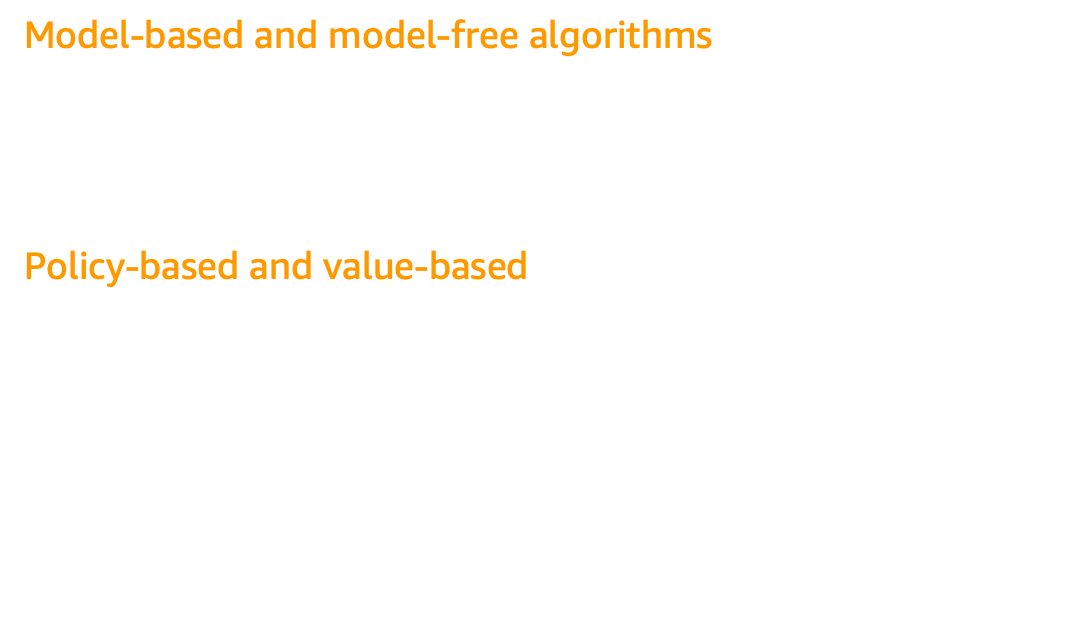 Model-based and model-free algorithms
Policy-based and value-based